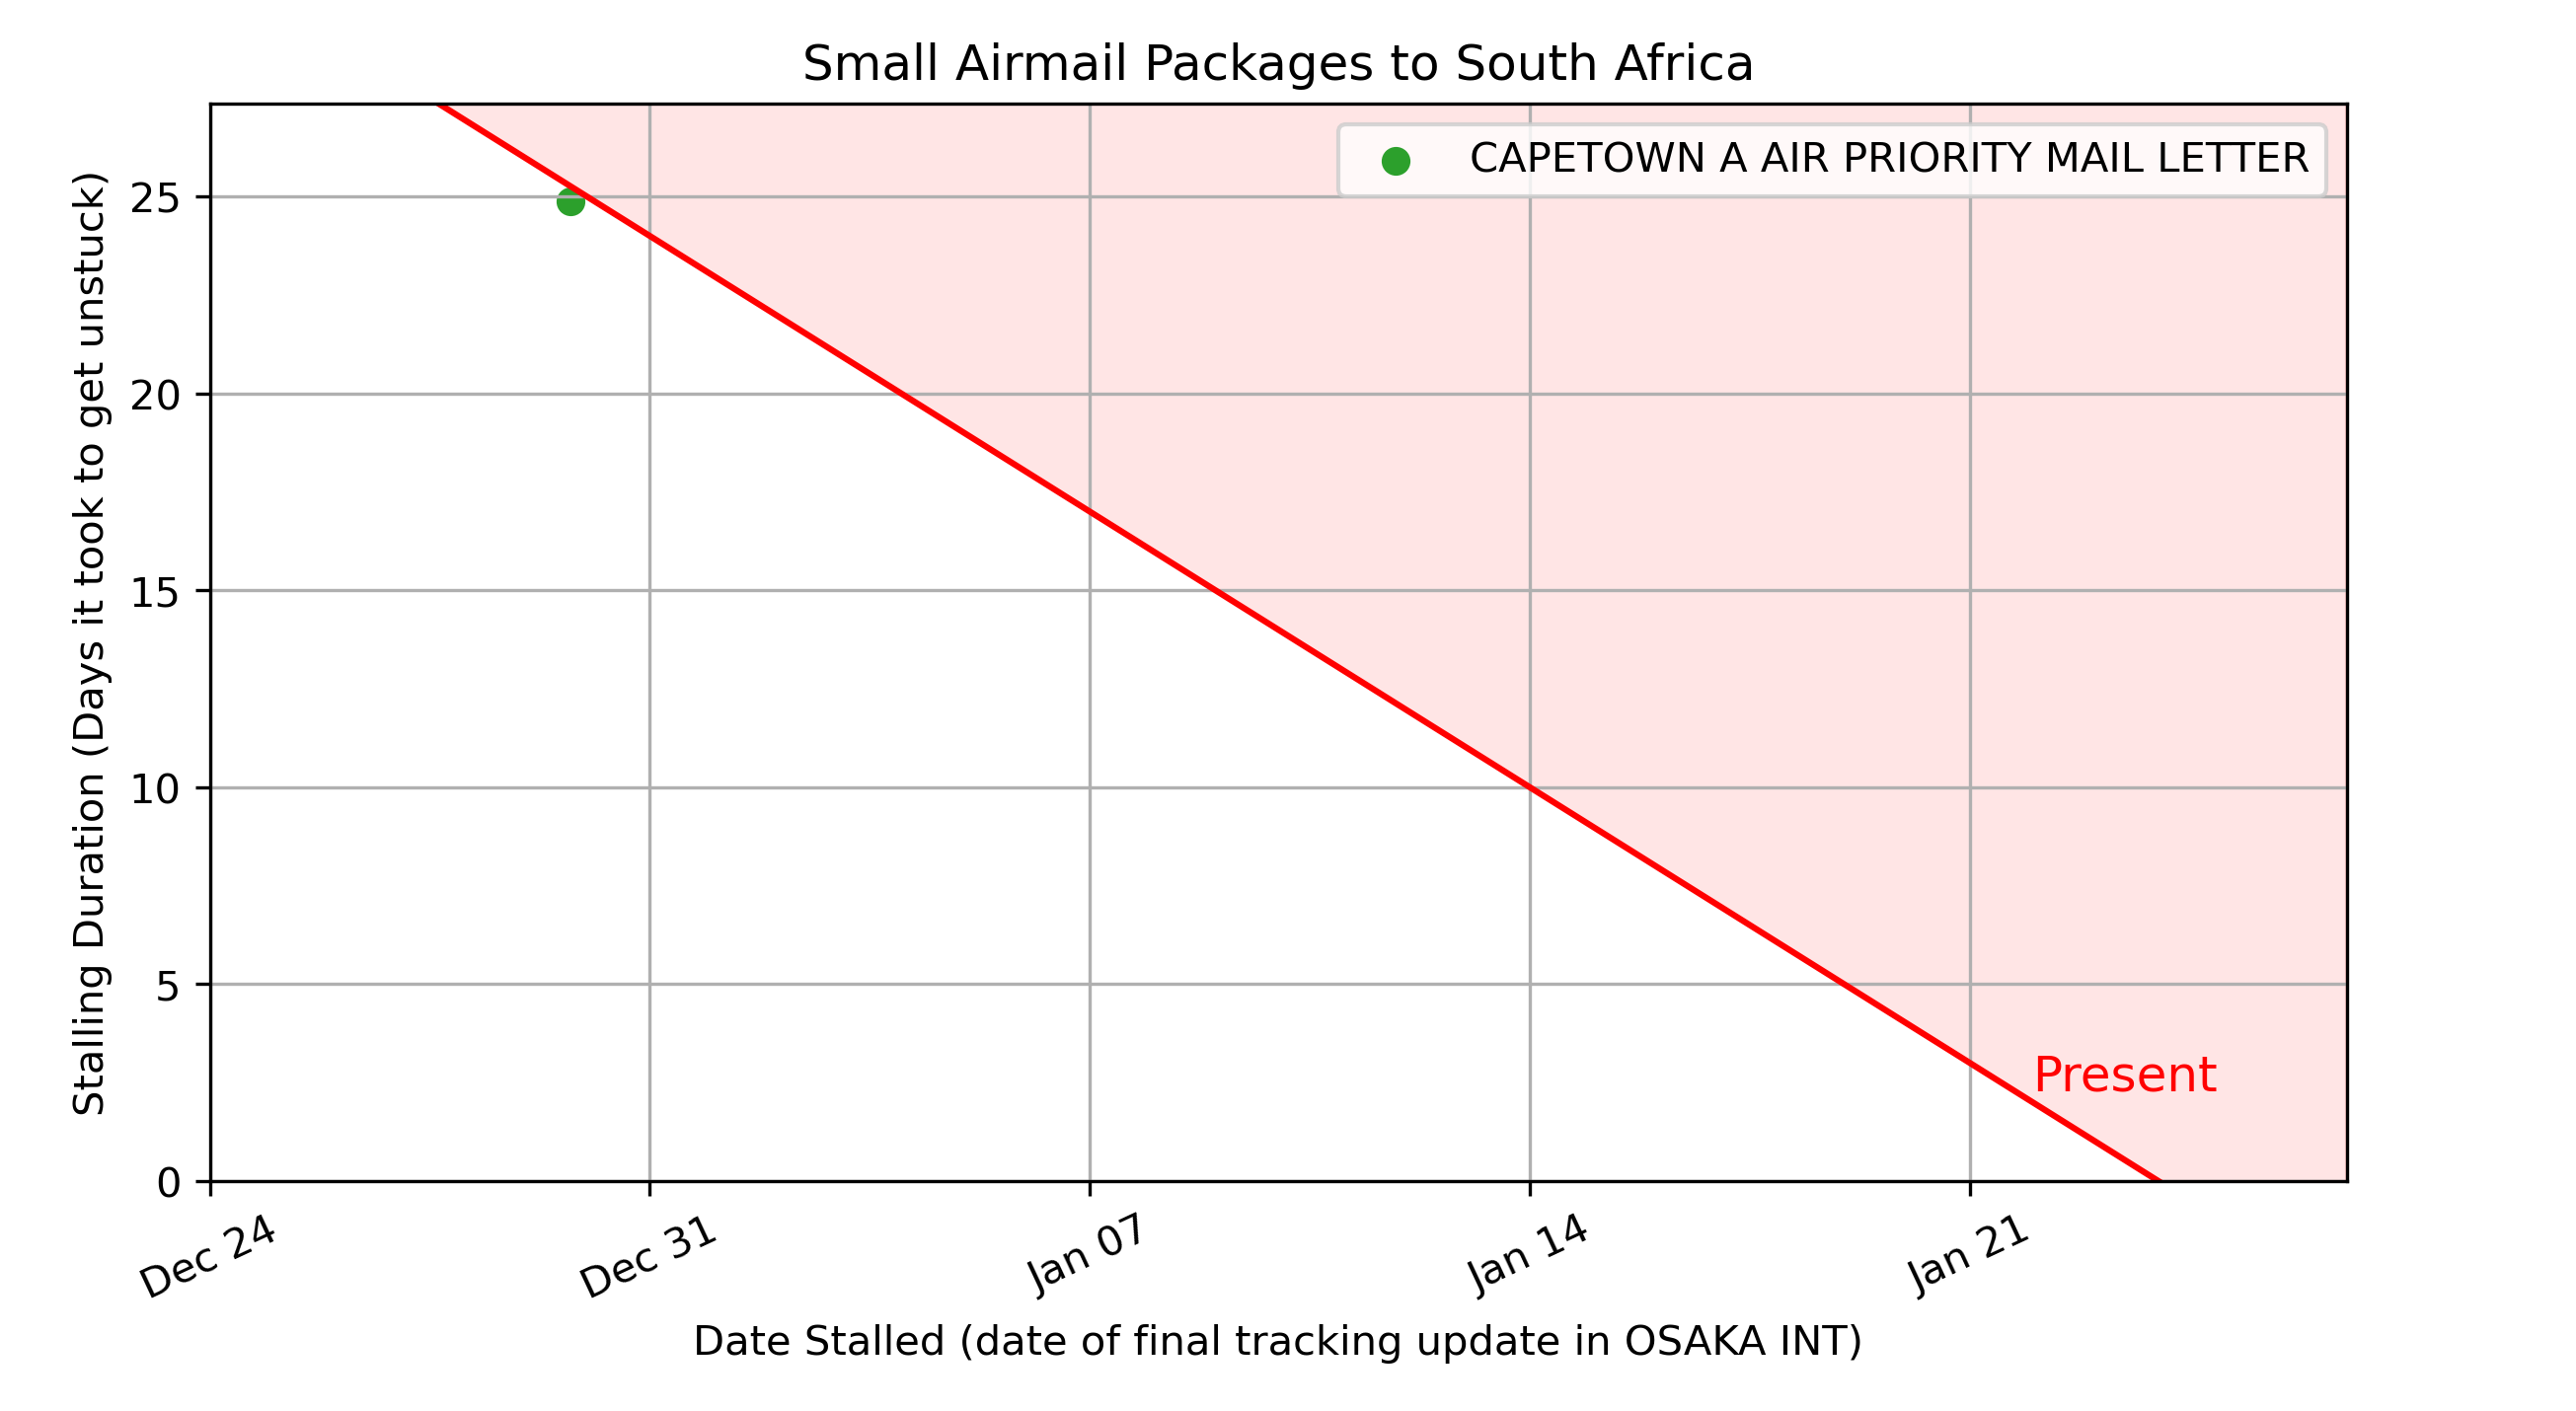 Small Airmail Packages to South Africa
CAPETOWN A AIR PRIORITY MAIL LETTER
Stalling Duration (Days it took to get unstuck)
25
20
15
10
5
0
Present
Dec 24
Dec 31
Jan 07
Jan 14
Jan 21
Date Stalled (date of final tracking update in OSAKA INT)